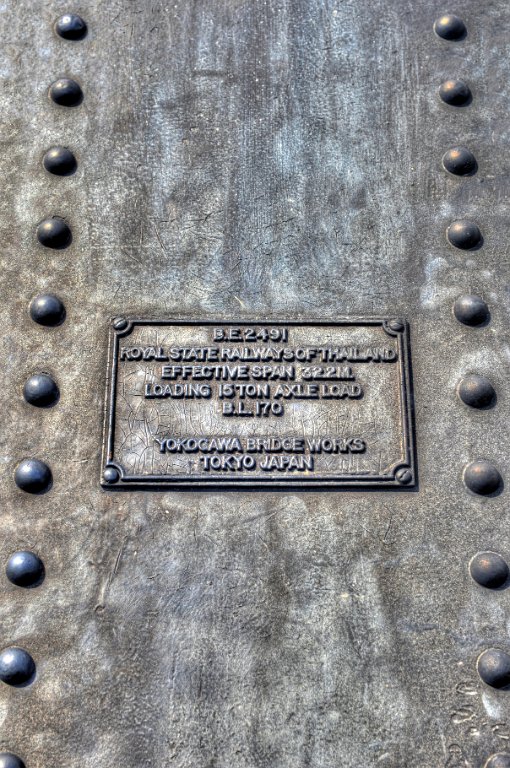 B.E.2491
ROYAL STATE RAILWAYS OF THAILAND
EFFECTIVE SPAN 32.2M.
LOADING 15 TON AXLE LOAD
B.L.170
YOKOGAWA BRIDGE WORKS
TOKYO JAPAN